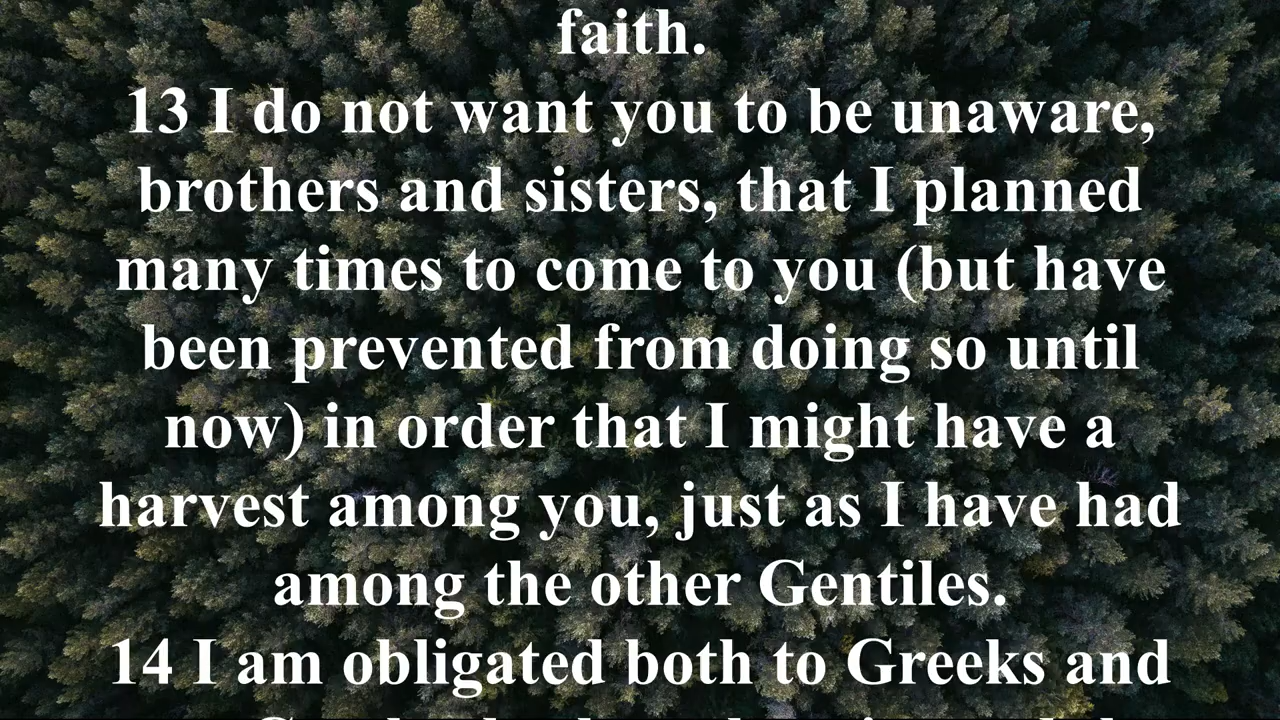 faith.
13 I do not want you to be unaware,
brothers and sisters, that I planned
many times to come to you (but have
been prevented from doing so until
now) in order that I might have a
harvest among you, just as I have had
among the other Gentiles.
14 I am obligated both to Greeks and